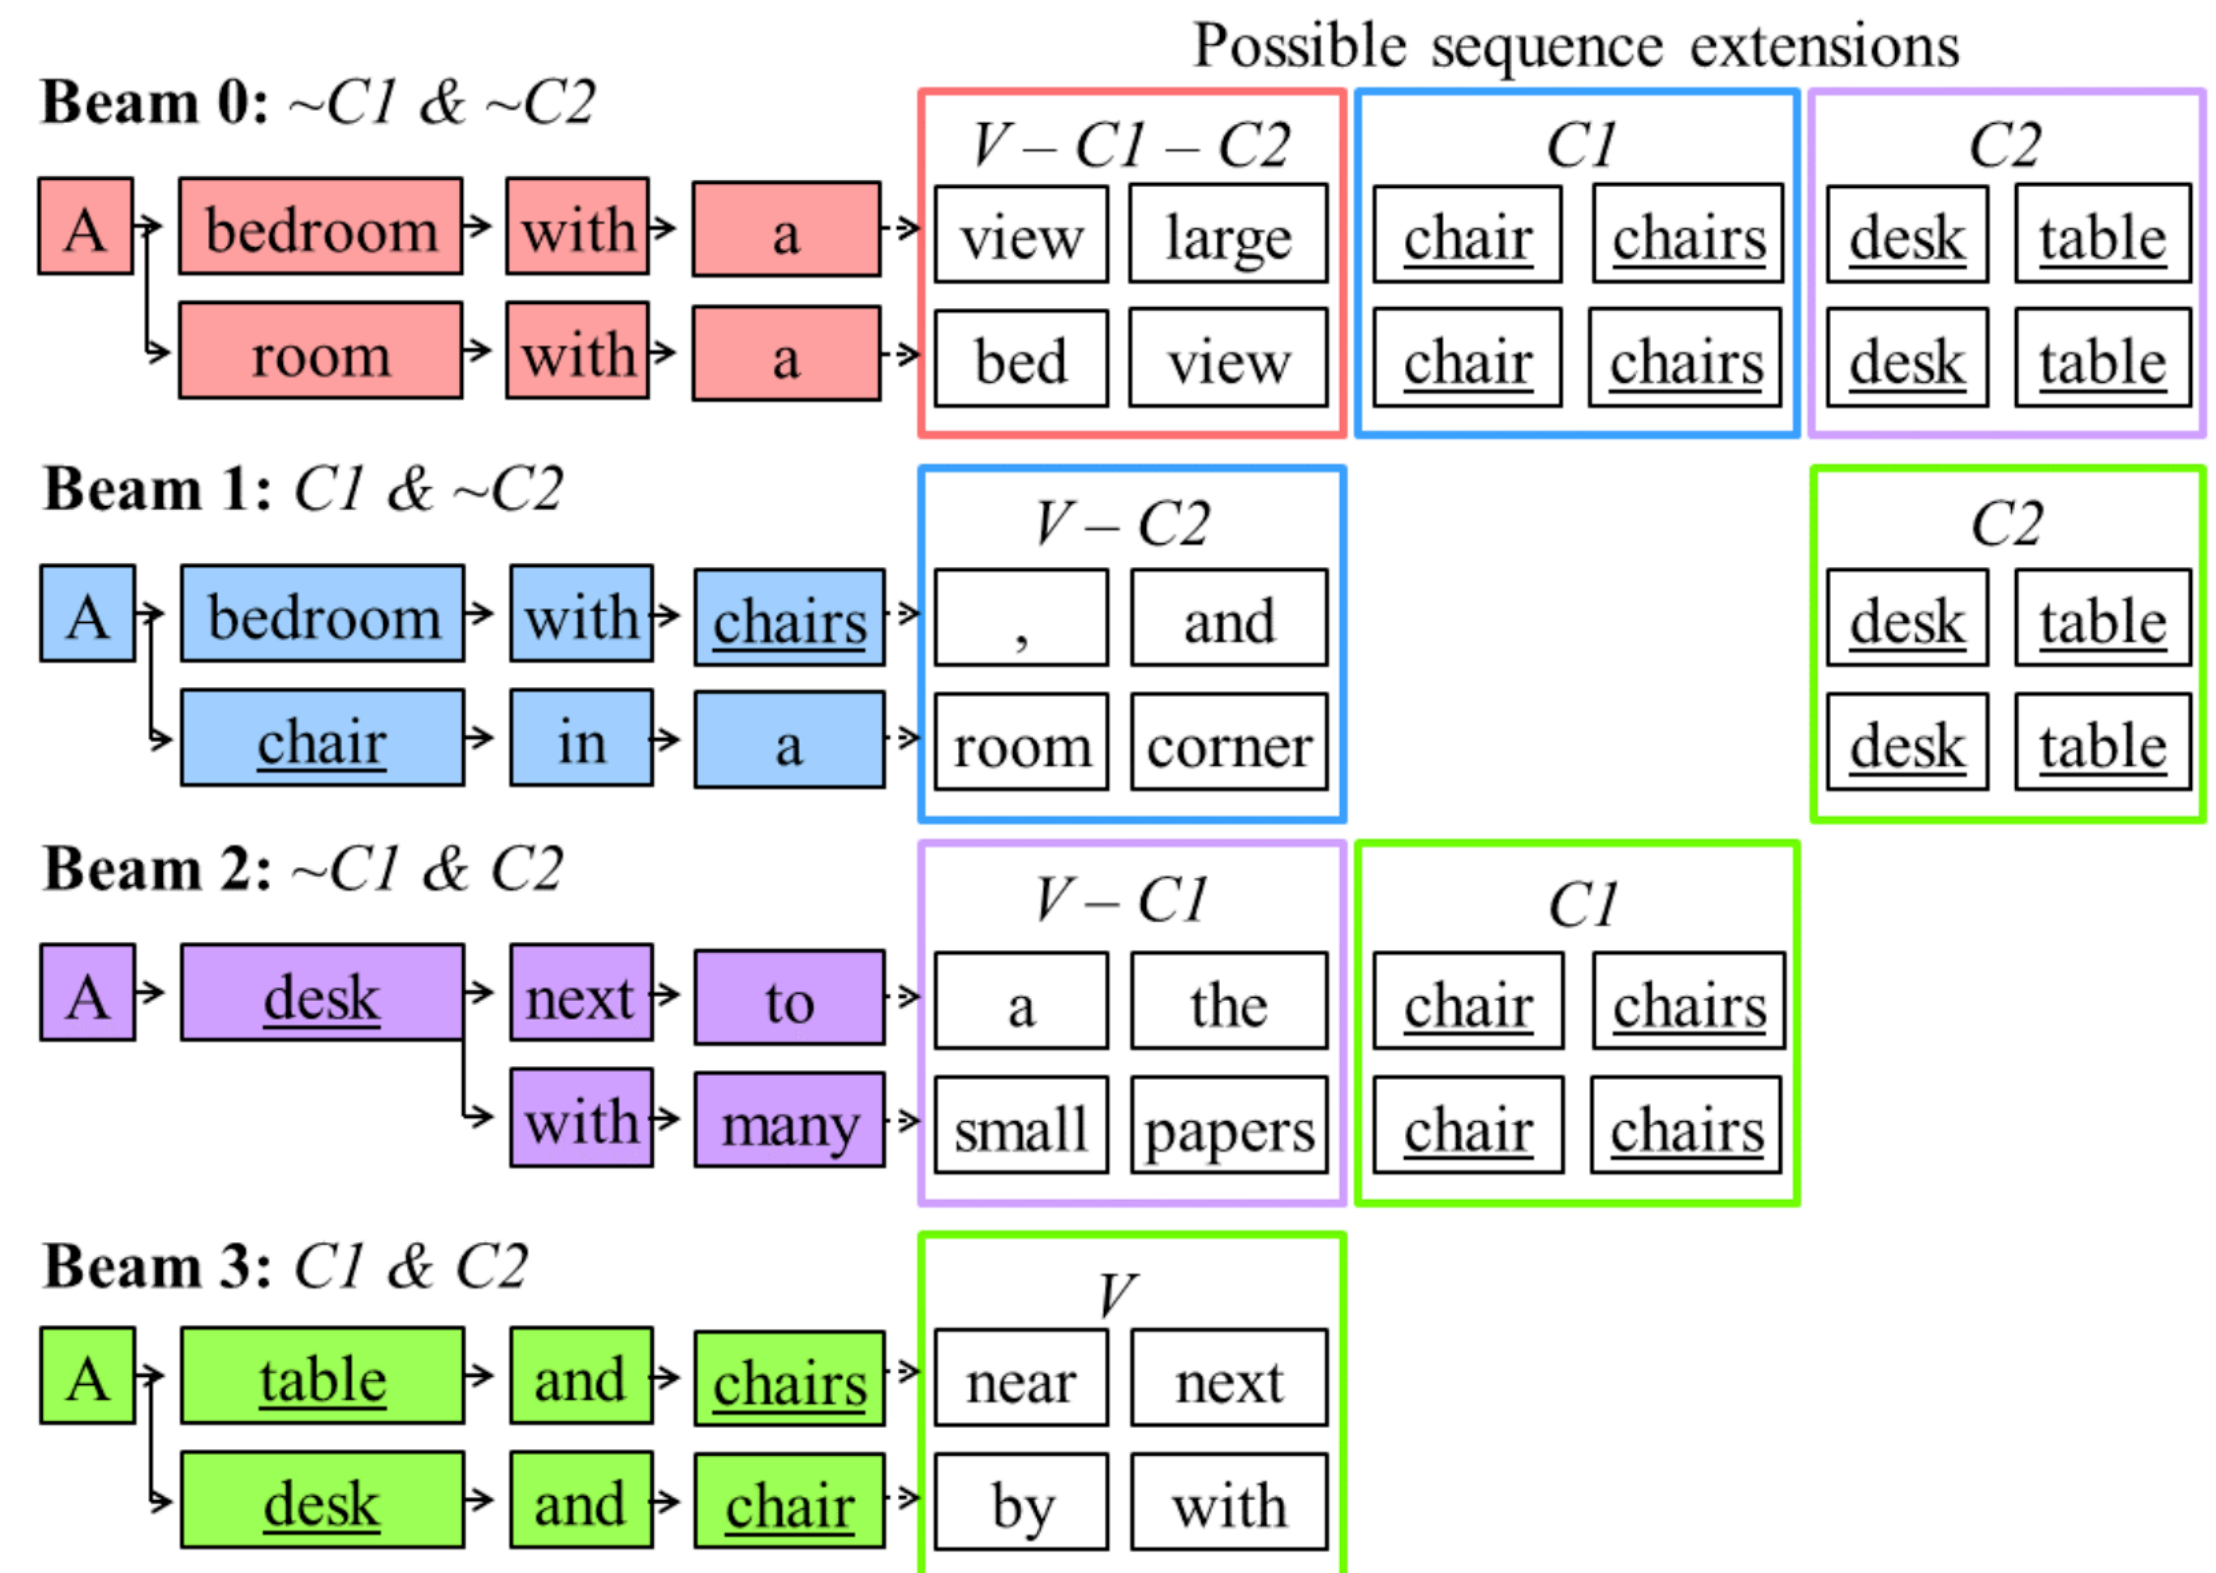 Possible sequence extensions
Beam 0: ~C1 & ~C2
V – C1 – C2 C1 C2
A bedroom with a view large chair chairs desk table
room with a bed view chair chairs desk table
Beam 1: C1 & ~C2
V – C2 C2
A bedroom with chairs , and desk table
chair in a room corner desk table
Beam 2: ~C1 & C2
V – C1 C1
A desk next to a the chair chairs
with many small papers chair chairs
Beam 3: C1 & C2
V
A table and chairs near next
desk and chair by with